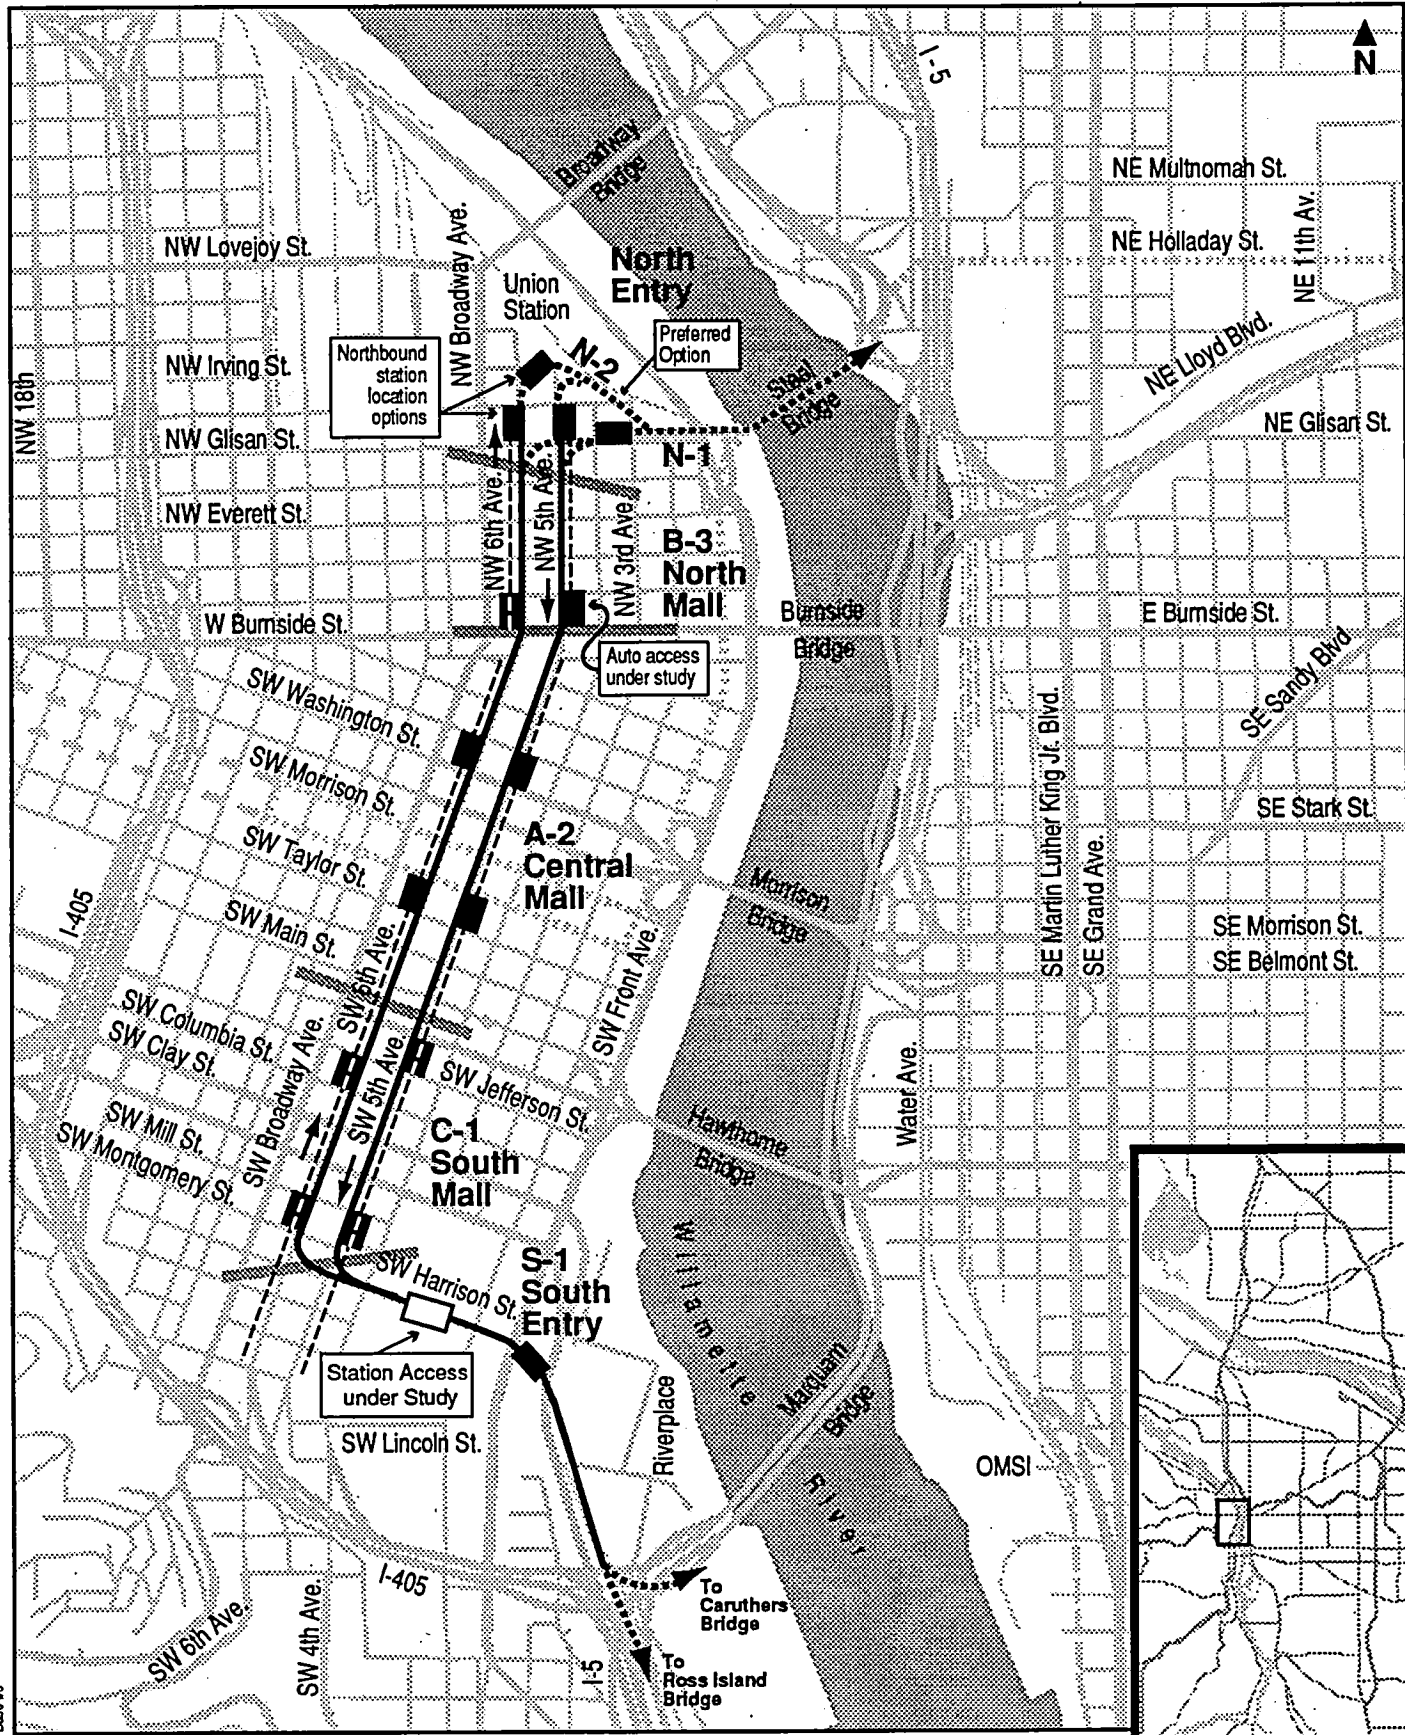 N
I-5
Broadway
Bridge
NE Multnomah St.
NE Holladay St.
NE 11th Av.
NW Lovejoy St.
NW Broadway Ave.
Union
Station
North
Entry
Preferred
Option
Northbound
station
location
options
N-2
NW Irving St.
NW 18th
NW Glisan St.
Steel
Bridge
NE Lloyd Blvd.
NE Glisan St.
N-1
NW Everett St.
NW 6th Ave.
NW 5th Ave.
NW 3rd Ave.
B-3
North
Mall
W Burnside St.
Burnside
Bridge
E Burnside St.
Auto access
under study
SE Sandy Blvd
SW Washington St.
SW Morrison St.
SW Taylor St.
SW Main St.
A-2
Central
Mall
Morrison
Bridge
SE Martin Luther King Jr. Blvd.
SE Grand Ave.
SE Stark St.
SE Morrison St.
SE Belmont St.
I-405
SW 6th Ave.
SW Front Ave.
SW Columbia St.
SW Clay St.
SW Broadway Ave.
SW 5th Ave.
SW Jefferson St.
Water Ave.
SW Mill St.
SW Montgomery St.
C-1
South
Mall
Hawthorne
Bridge
Willamette
River
SW Harrison St.
S-1
South
Entry
Station Access
under Study
SW Lincoln St.
Riverplace
Marquam
Bridge
OMSI
I-405
SW 6th Ave.
SW 4th Ave.
I-5
To
Caruthers
Bridge
To
Ross Island
Bridge